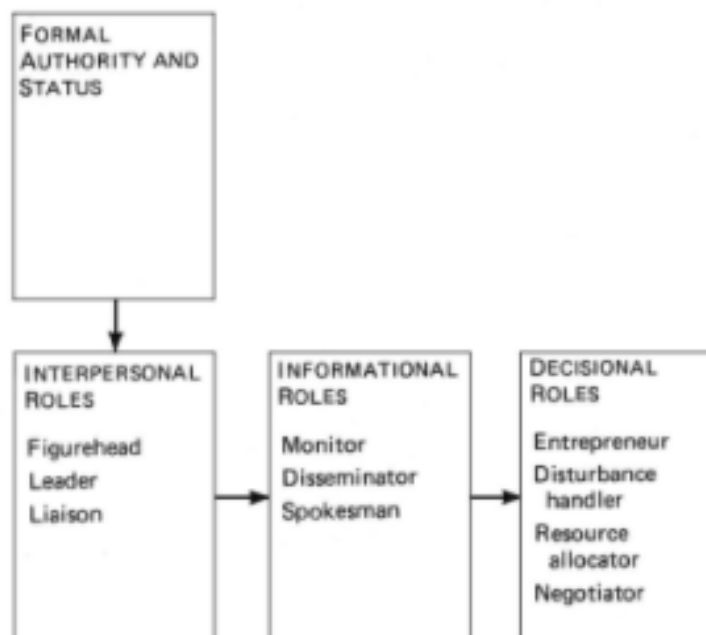 FORMAL
AUTHORITY AND
STATUS
INTERPERSONAL
ROLES
Figurehead
Leader
Liaison
INFORMATIONAL
ROLES
Monitor
Disseminator
Spokesman
DECISIONAL
ROLES
Entrepreneur
Disturbance
handler
Resource
allocator
Negotiator